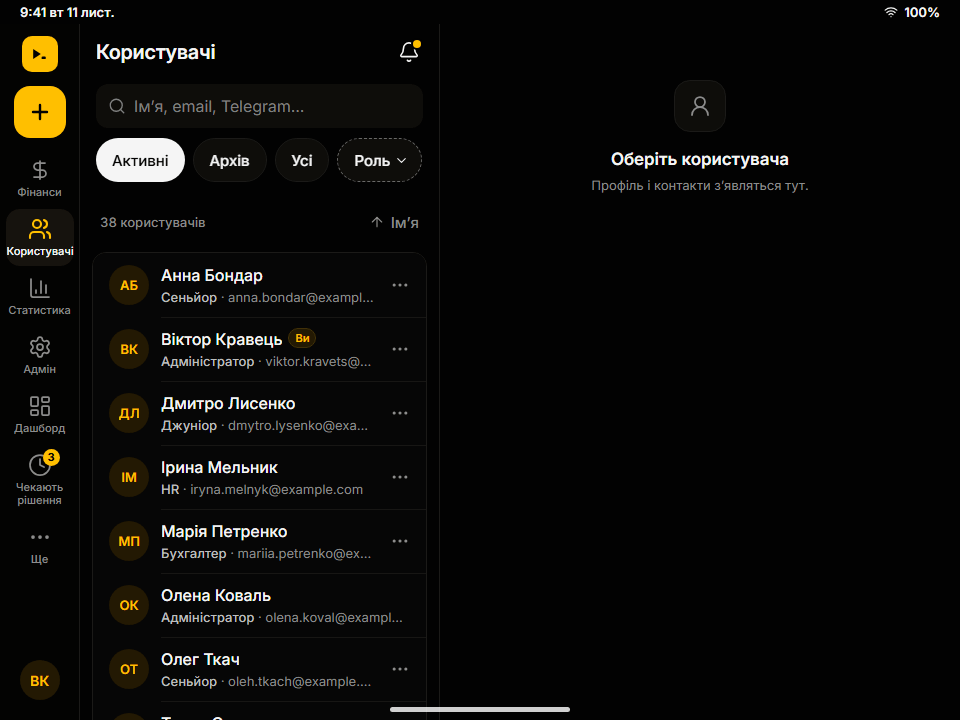 9:41 вт 11 лист.
100%
Фінанси
Користувачі
Статистика
Адмін
Дашборд
3
Чекають
рішення
Ще
ВК
Користувачі
Ім’я, email, Telegram...
Активні
Архів
Усі
Роль
38 користувачів
Ім’я
АБ
Анна Бондар
Сеньйор · anna.bondar@exampl...
ВК
Віктор Кравець
Ви
Адміністратор · viktor.kravets@...
ДЛ
Дмитро Лисенко
Джуніор · dmytro.lysenko@exa...
ІМ
Ірина Мельник
HR · iryna.melnyk@example.com
МП
Марія Петренко
Бухгалтер · mariia.petrenko@ex...
ОК
Олена Коваль
Адміністратор · olena.koval@exampl...
ОТ
Олег Ткач
Сеньйор · oleh.tkach@example....
Оберіть користувача
Профіль і контакти з’являться тут.